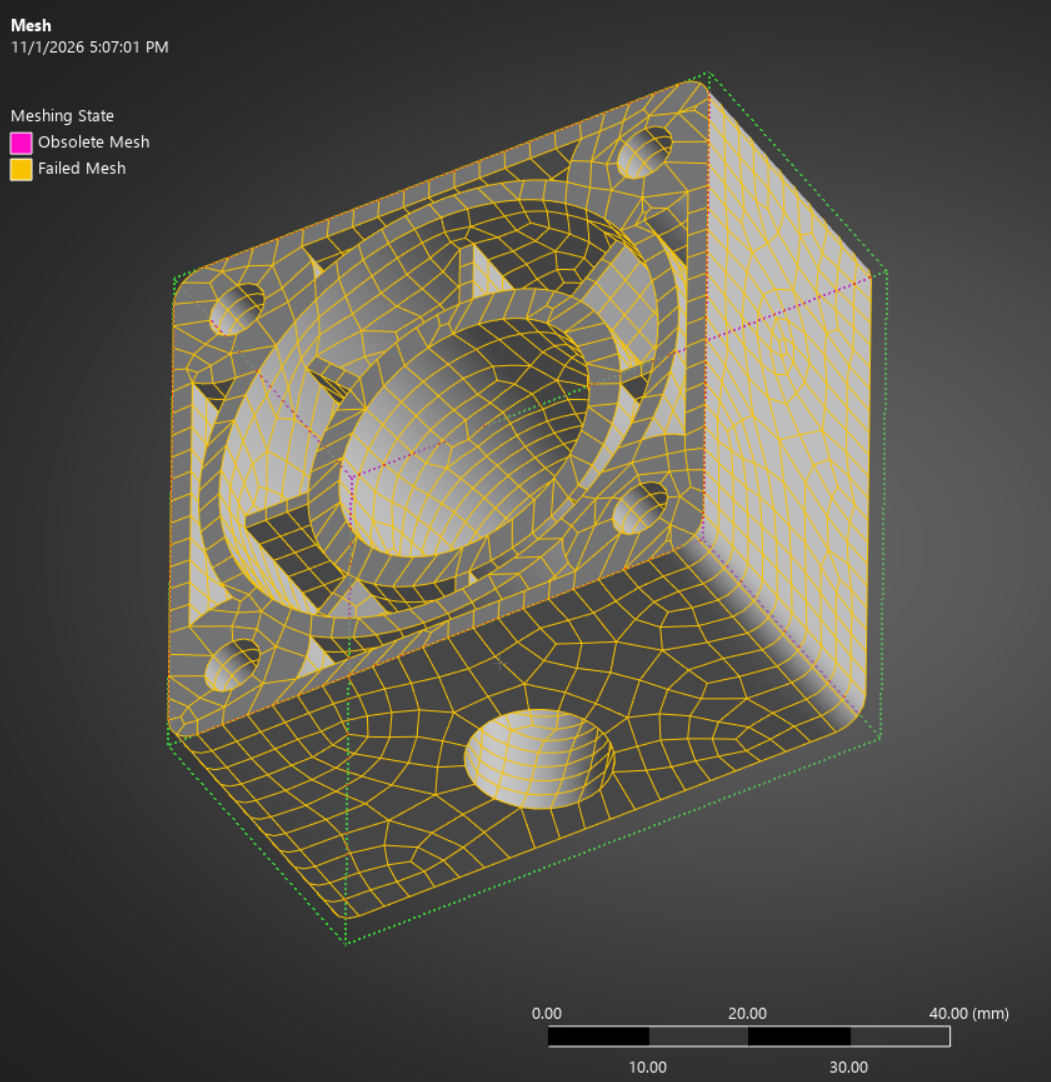 Mesh
11/1/2026 5:07:01 PM
Meshing State
Obsolete Mesh
Failed Mesh
0.00 20.00 40.00 (mm)
10.00 30.00